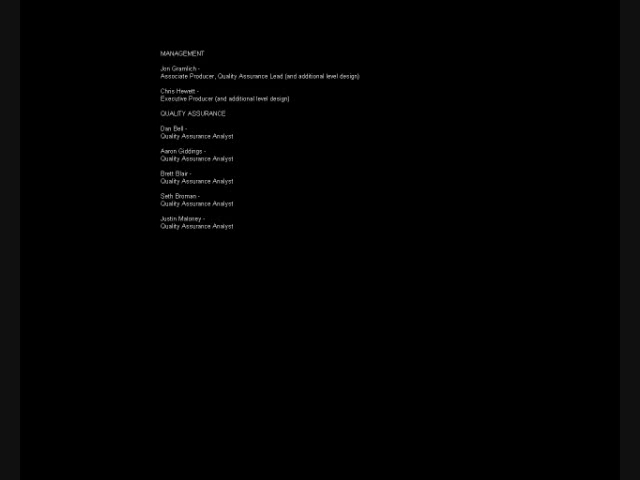 MANAGEMENT
Jon Gramlich -
Associate Producer, Quality Assurance Lead (and additional level design)
Chris Hewett -
Executive Producer (and additional level design)
QUALITY ASSURANCE
Dan Bell -
Quality Assurance Analyst
Aaron Giddings -
Quality Assurance Analyst
Brett Blair -
Quality Assurance Analyst
Seth Broman -
Quality Assurance Analyst
Justin Maloney -
Quality Assurance Analyst